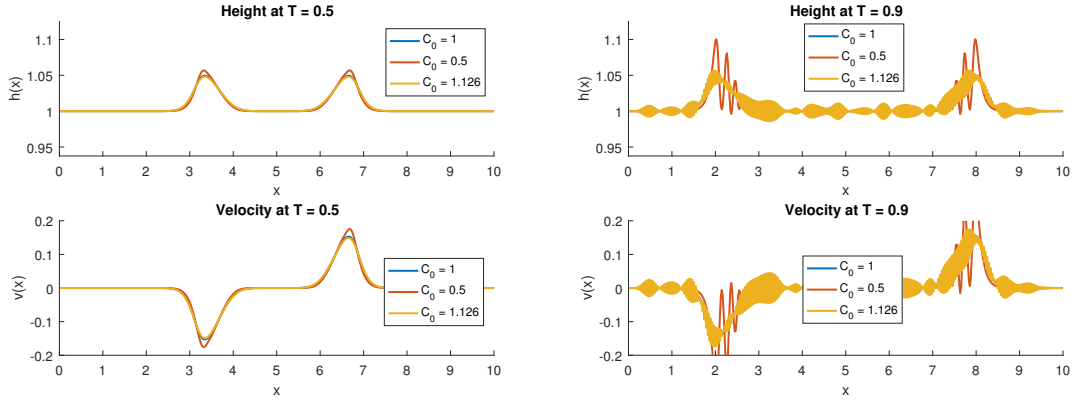 Height at T = 0.5
1.1
1.05
1
0.95
h(x)
C0 = 1
C0 = 0.5
C0 = 1.126
0 1 2 3 4 5 6 7 8 9 10
x
Height at T = 0.9
1.1
1.05
1
0.95
h(x)
C0 = 1
C0 = 0.5
C0 = 1.126
0 1 2 3 4 5 6 7 8 9 10
x
Velocity at T = 0.5
0.2
0.1
0
-0.1
-0.2
v(x)
C0 = 1
C0 = 0.5
C0 = 1.126
0 1 2 3 4 5 6 7 8 9 10
x
Velocity at T = 0.9
0.2
0.1
0
-0.1
-0.2
v(x)
C0 = 1
C0 = 0.5
C0 = 1.126
0 1 2 3 4 5 6 7 8 9 10
x